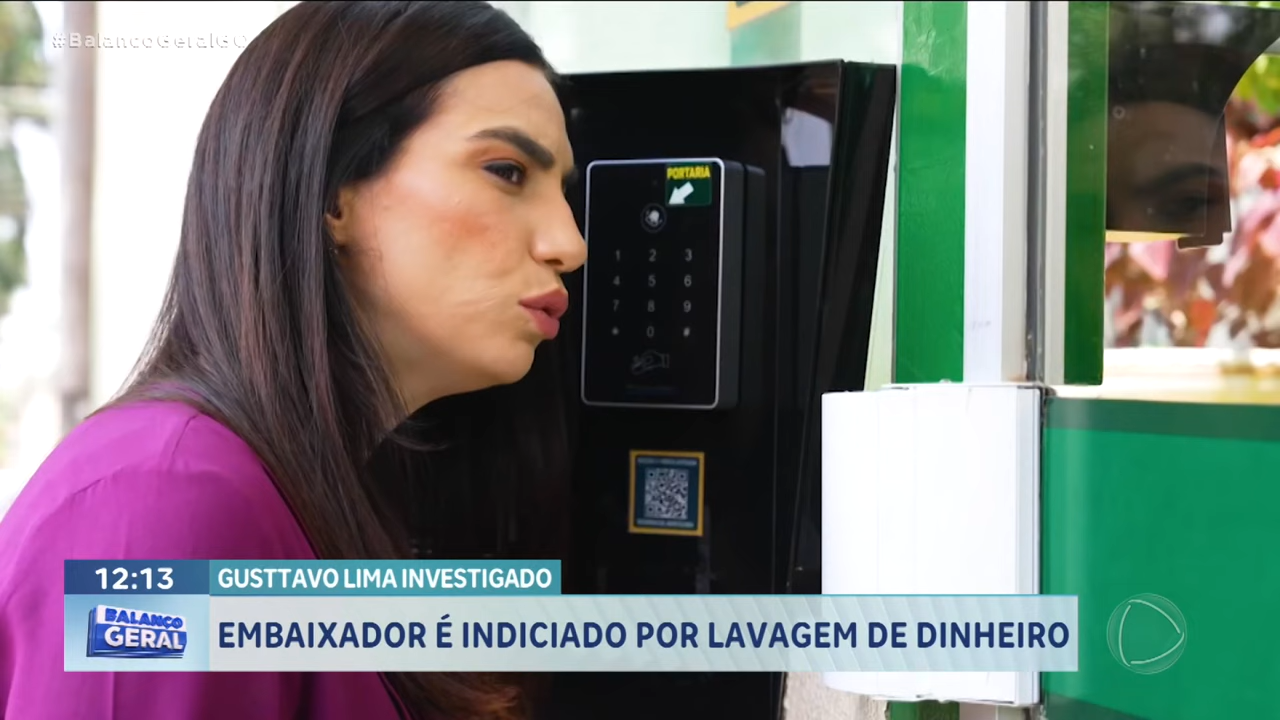 #BalancoGeralGO
PORTARIA
1 2 3
4 5 6
7 8 9
* 0 #
12:13
GUSTTAVO LIMA INVESTIGADO
BALANÇO
GERAL
EMBAIXADOR É INDICIADO POR LAVAGEM DE DINHEIRO